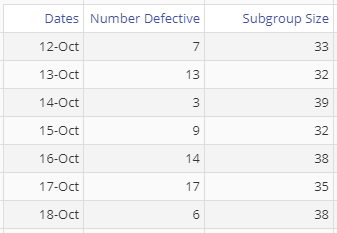 Dates Number Defective Subgroup Size
12-Oct 7 33
13-Oct 13 32
14-Oct 3 39
15-Oct 9 32
16-Oct 14 38
17-Oct 17 35
18-Oct 6 38